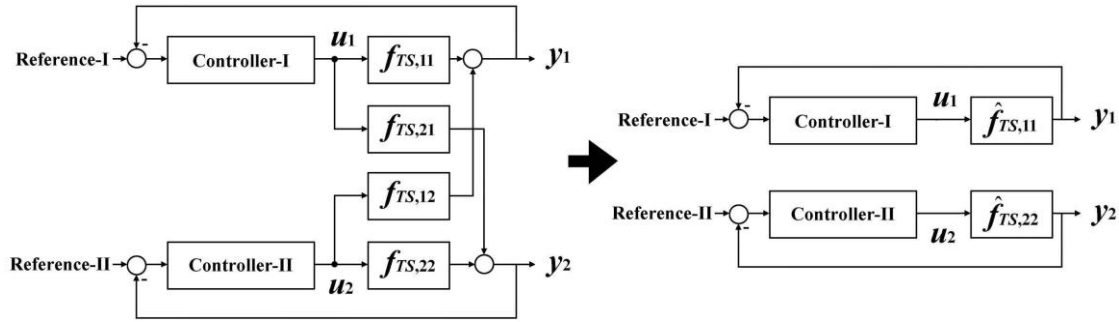 Reference-I
-
Controller-I
u1
fTS,11
y1
fTS,21
fTS,12
Reference-II
-
Controller-II
u2
fTS,22
y2
Reference-I
-
Controller-I
u1
f̂TS,11
y1
Reference-II
-
Controller-II
u2
f̂TS,22
y2